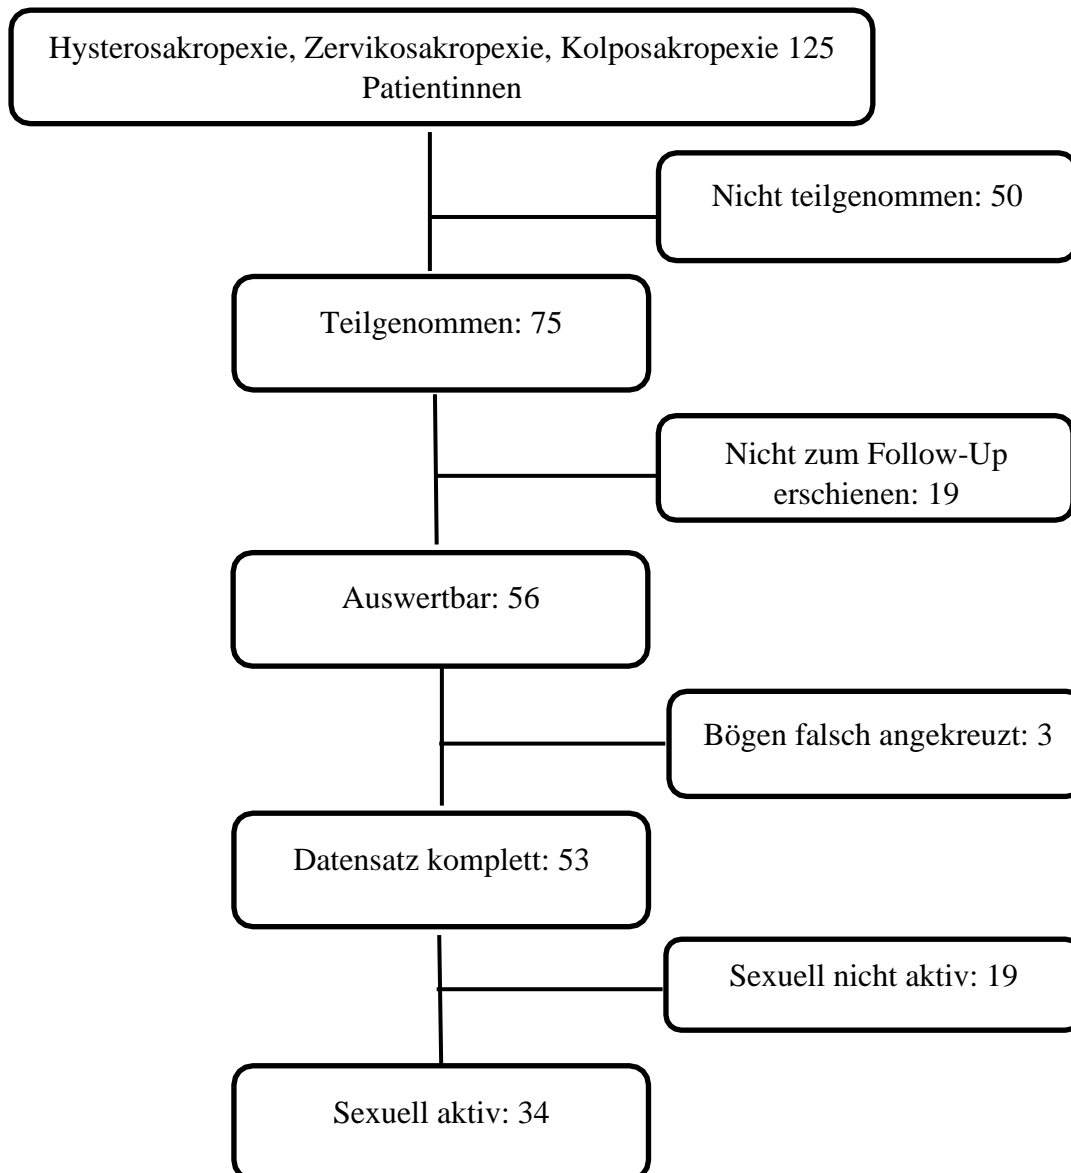 Hysterosakropexie, Zervikosakropexie, Kolposakropexie 125
Patientinnen
Nicht teilgenommen: 50
Teilgenommen: 75
Nicht zum Follow-Up
erschienen: 19
Auswertbar: 56
Bögen falsch angekreuzt: 3
Datensatz komplett: 53
Sexuell nicht aktiv: 19
Sexuell aktiv: 34